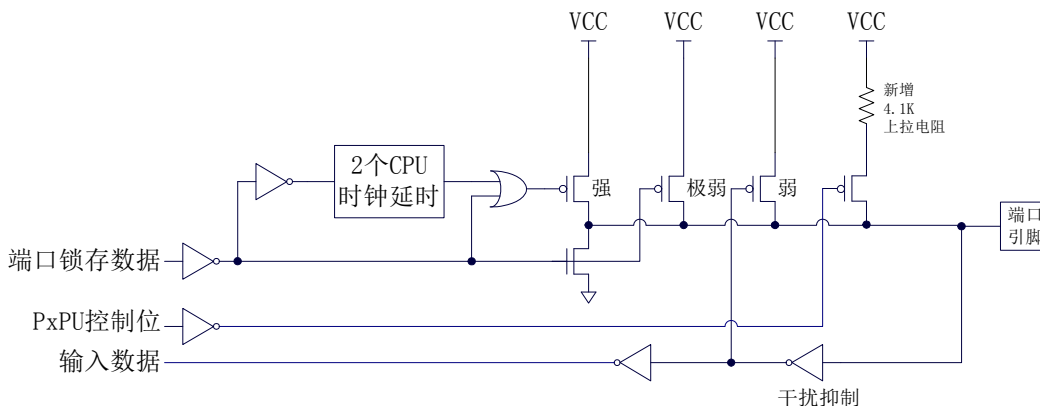 VCC
VCC
VCC
VCC
新增
4.1K
上拉电阻
2个CPU
时钟延时
强
极弱
弱
端口
引脚
端口锁存数据
PxPU控制位
输入数据
干扰抑制